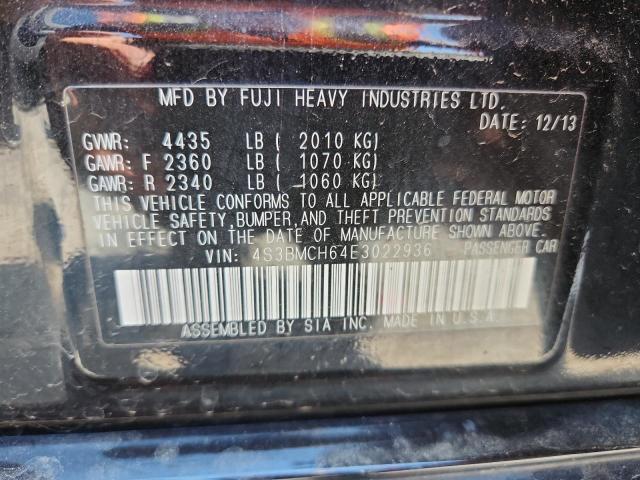 MFD BY FUJI HEAVY INDUSTRIES LTD.
DATE: 12/13
GVWR: 4435 LB ( 2010 KG)
GAWR: F 2360 LB ( 1070 KG)
GAWR: R 2340 LB ( 1060 KG)
THIS VEHICLE CONFORMS TO ALL APPLICABLE FEDERAL MOTOR
VEHICLE SAFETY, BUMPER, AND THEFT PREVENTION STANDARDS
IN EFFECT ON THE DATE OF MANUFACTURE SHOWN ABOVE.
VIN: 4S3BMCH64E3022936 PASSENGER CAR
ASSEMBLED BY SIA INC. MADE IN U.S.A.